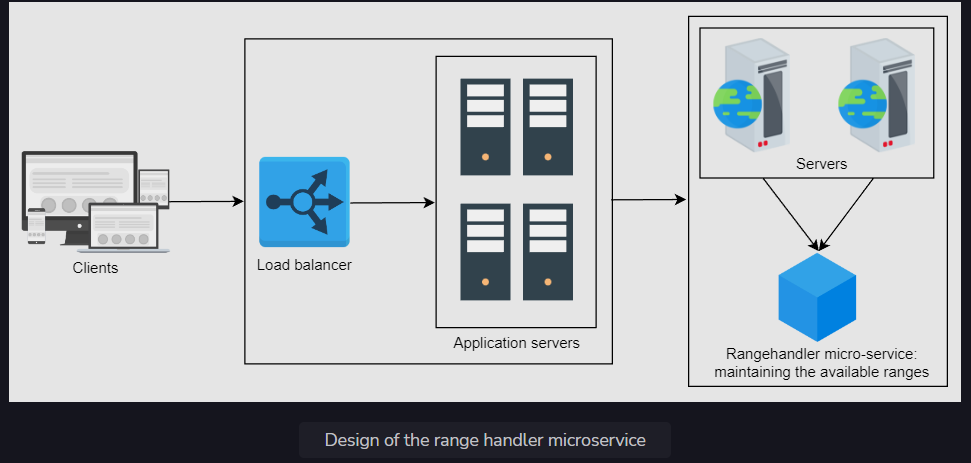 Clients
Load balancer
Application servers
Servers
Rangehandler micro-service:
maintaining the available ranges
Design of the range handler microservice